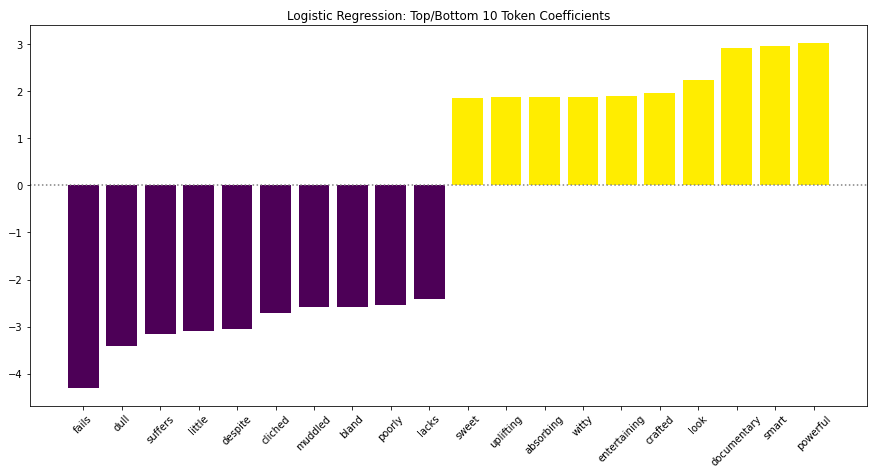 Logistic Regression: Top/Bottom 10 Token Coefficients
3
2
1
0
−1
−2
−3
−4
fails
dull
suffers
little
despite
cliched
muddled
bland
poorly
lacks
sweet
uplifting
absorbing
witty
entertaining
crafted
look
documentary
smart
powerful